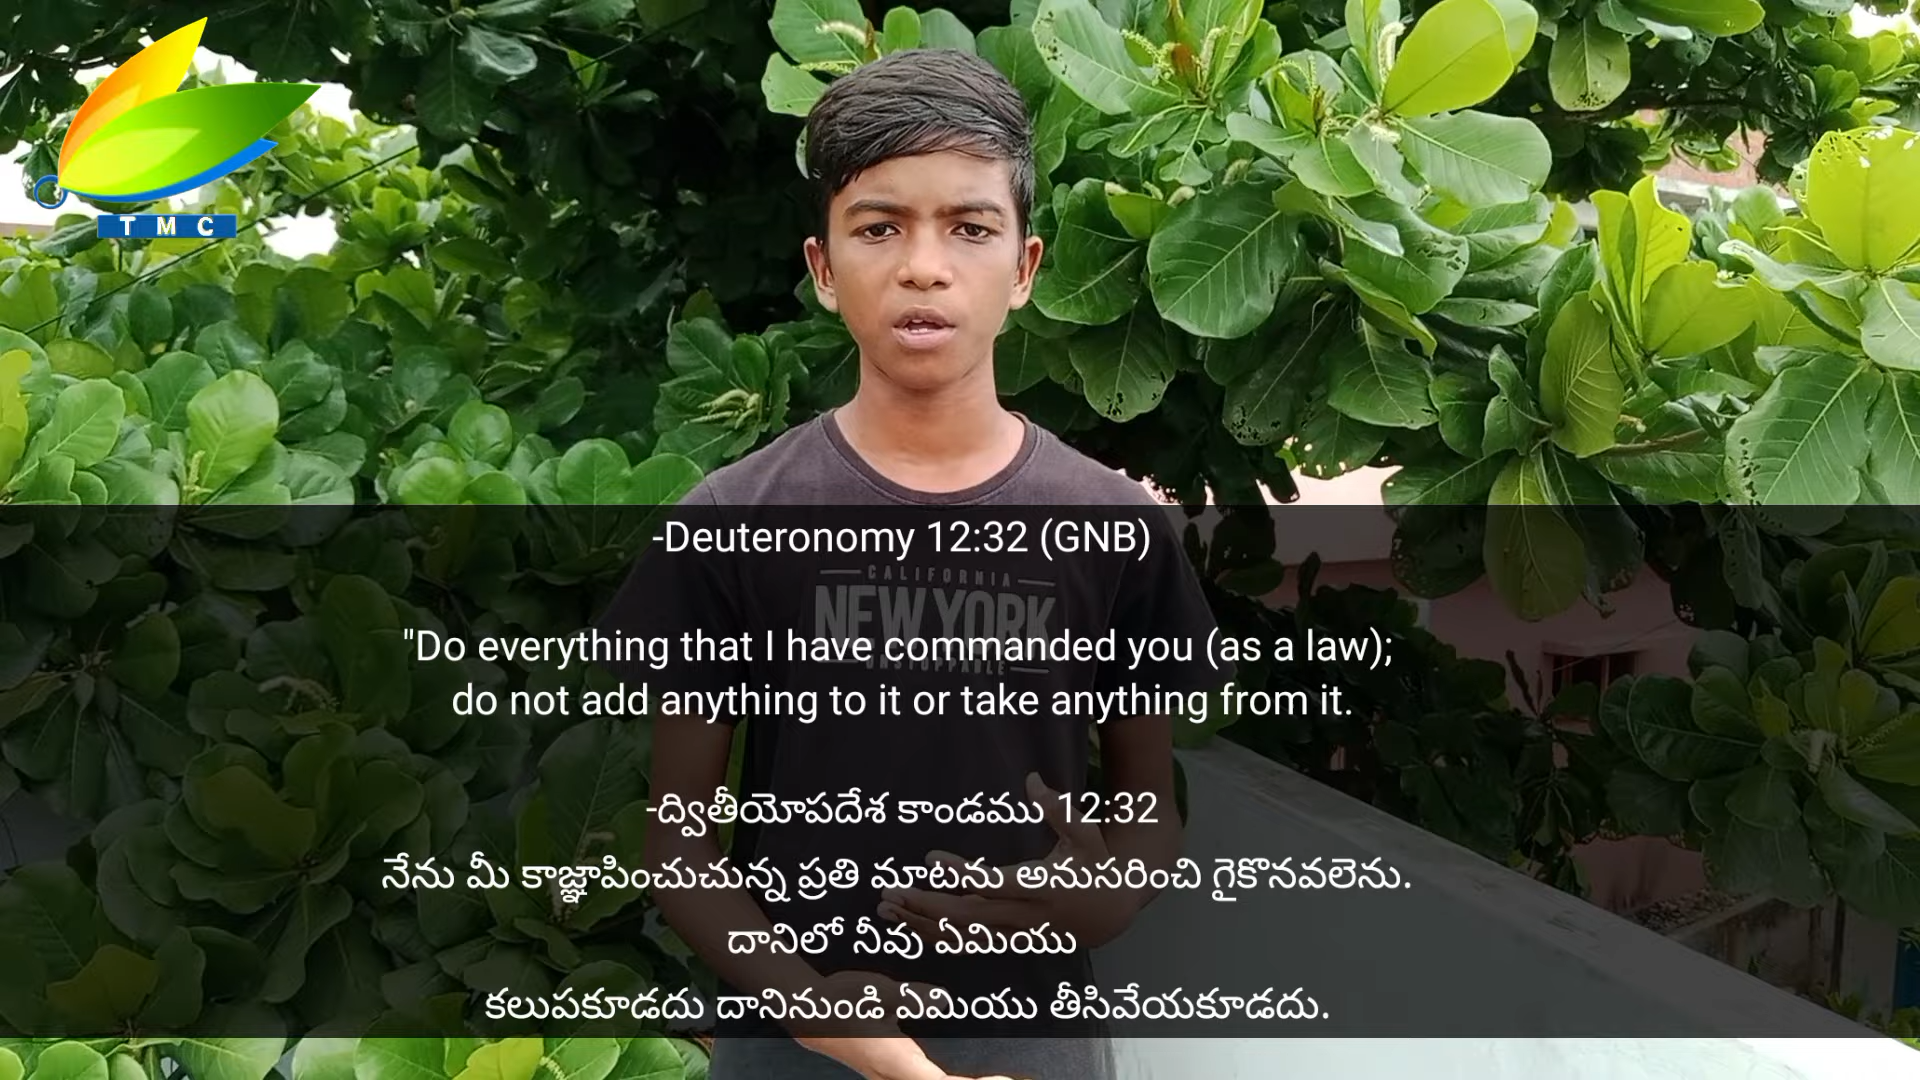 T M C
-Deuteronomy 12:32 (GNB)
CALIFORNIA
NEW YORK
UNSTOPPABLE
"Do everything that I have commanded you (as a law);
do not add anything to it or take anything from it.
-ద్వితీయోపదేశ కాండము 12:32
నేను మీ కాజ్ఞాపించుచున్న ప్రతి మాటను అనుసరించి గైకొనవలెను.
దానిలో నీవు ఏమియు
కలుపకూడదు దానినుండి ఏమియు తీసివేయకూడదు.